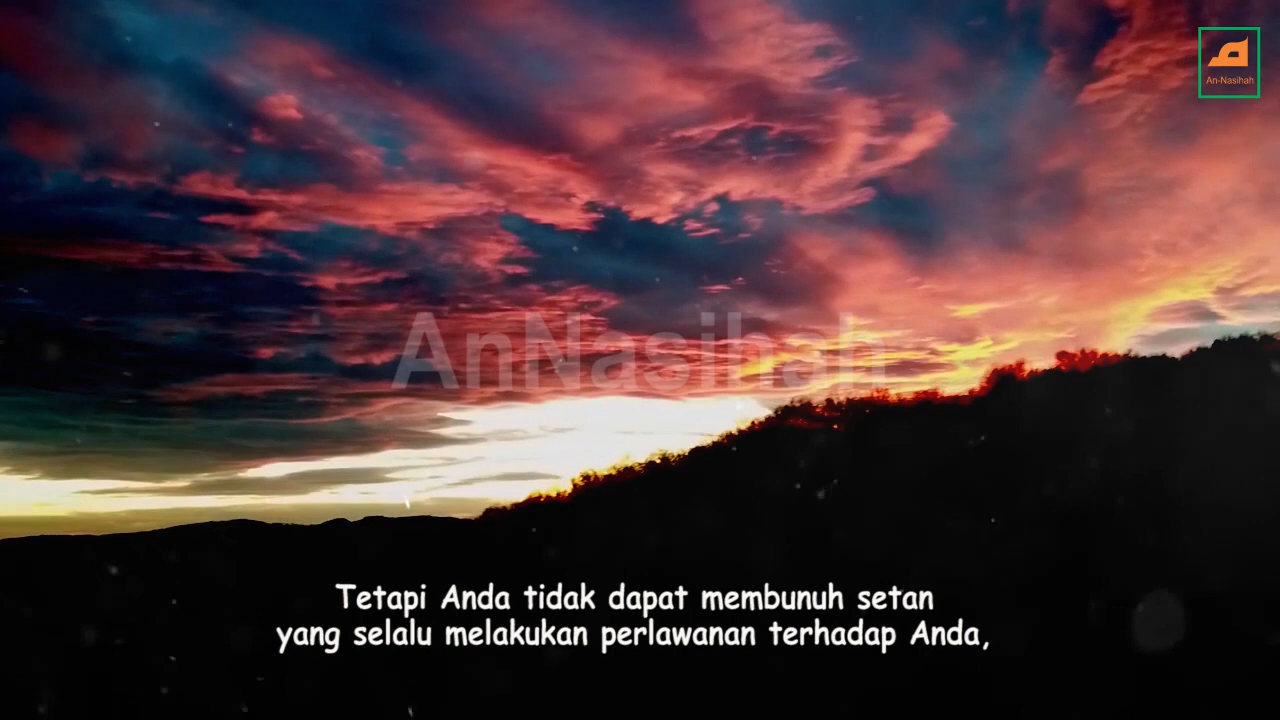 An-Nasihah
AnNasihah
Tetapi Anda tidak dapat membunuh setan
yang selalu melakukan perlawanan terhadap Anda,